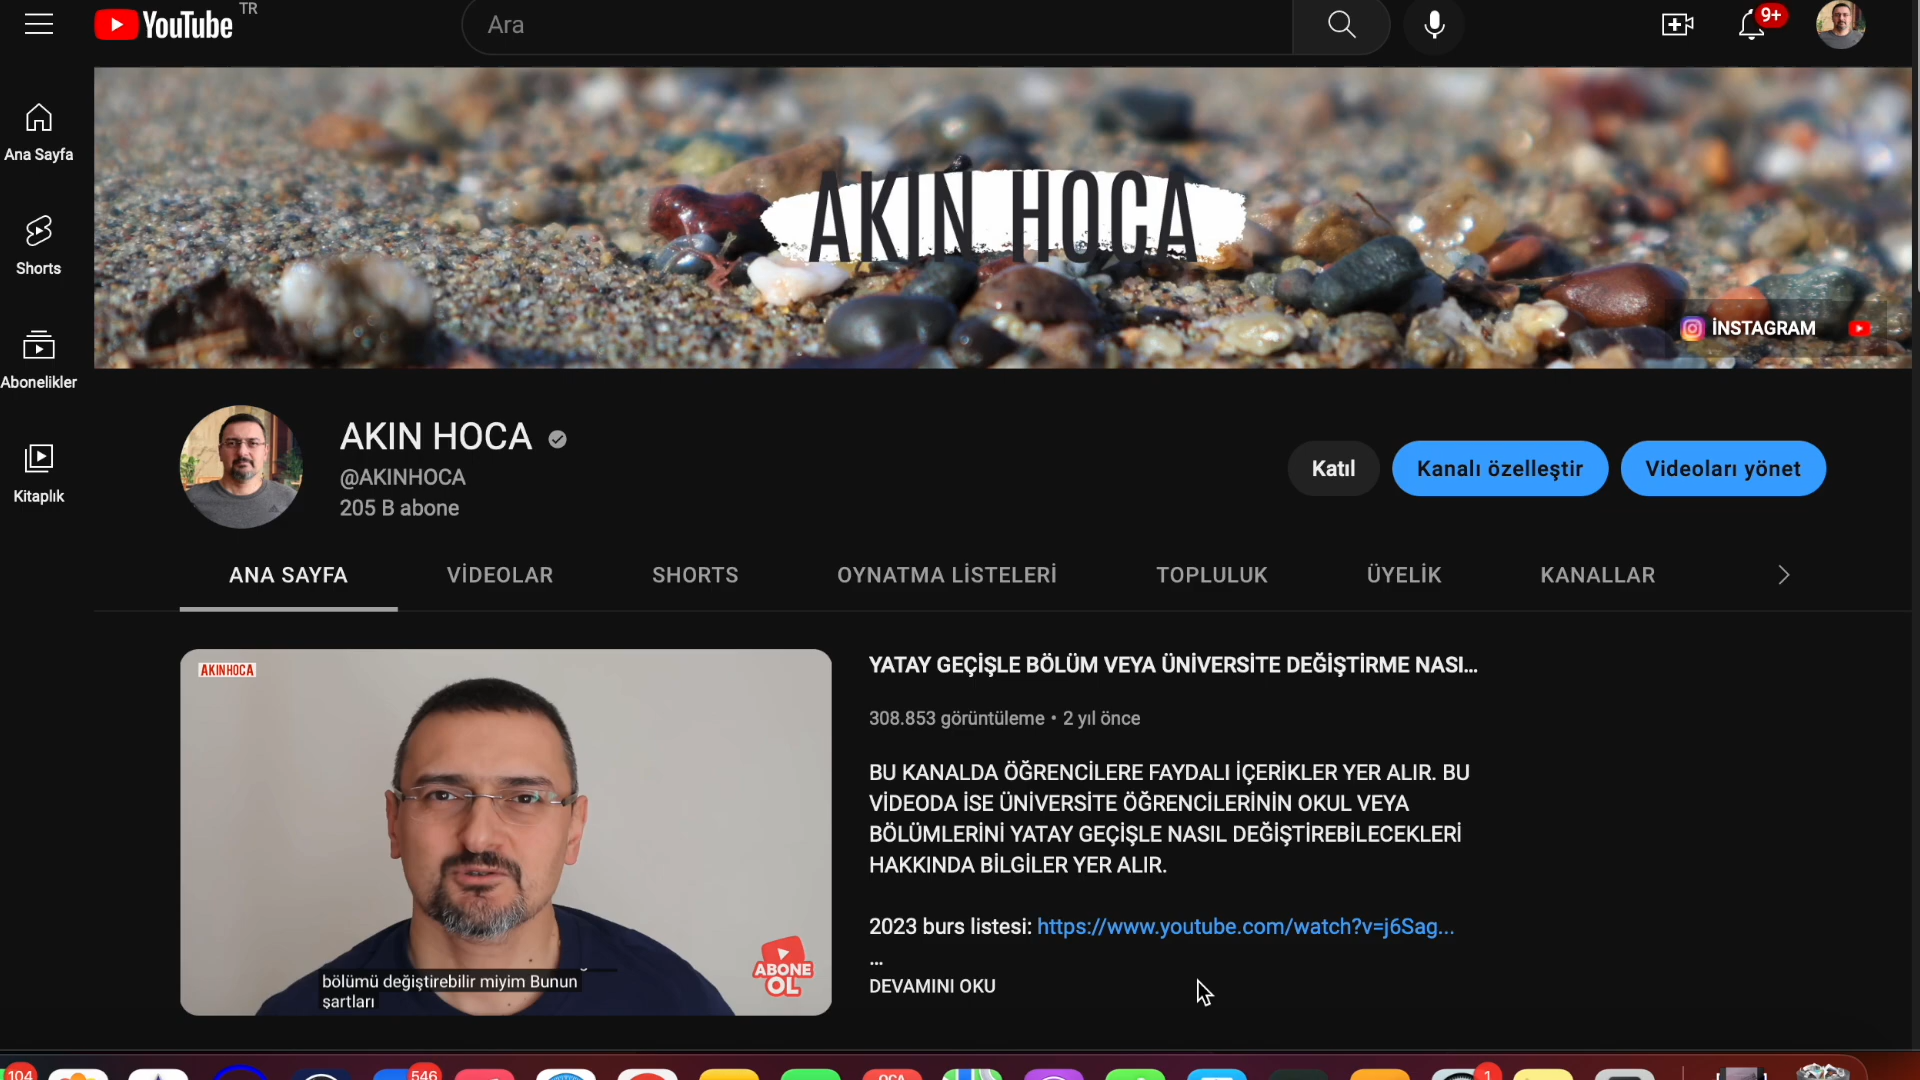 YouTube TR
Ara
9+
Ana Sayfa
Shorts
Abonelikler
Kitaplık
AKIN HOCA
İNSTAGRAM
AKIN HOCA
@AKINHOCA
205 B abone
Katıl
Kanalı özelleştir
Videoları yönet
ANA SAYFA
VİDEOLAR
SHORTS
OYNATMA LİSTELERİ
TOPLULUK
ÜYELİK
KANALLAR
AKINHOCA
bölümü değiştirebilir miyim Bunun
şartları
ABONE
OL
YATAY GEÇİŞLE BÖLÜM VEYA ÜNİVERSİTE DEĞİŞTİRME NASI...
308.853 görüntüleme • 2 yıl önce
BU KANALDA ÖĞRENCİLERE FAYDALI İÇERİKLER YER ALIR. BU
VİDEODA İSE ÜNİVERSİTE ÖĞRENCİLERİNİN OKUL VEYA
BÖLÜMLERİNİ YATAY GEÇİŞLE NASIL DEĞİŞTİREBİLECEKLERİ
HAKKINDA BİLGİLER YER ALIR.
2023 burs listesi: https://www.youtube.com/watch?v=j6Sag...
...
DEVAMINI OKU
104
546
OCA
1